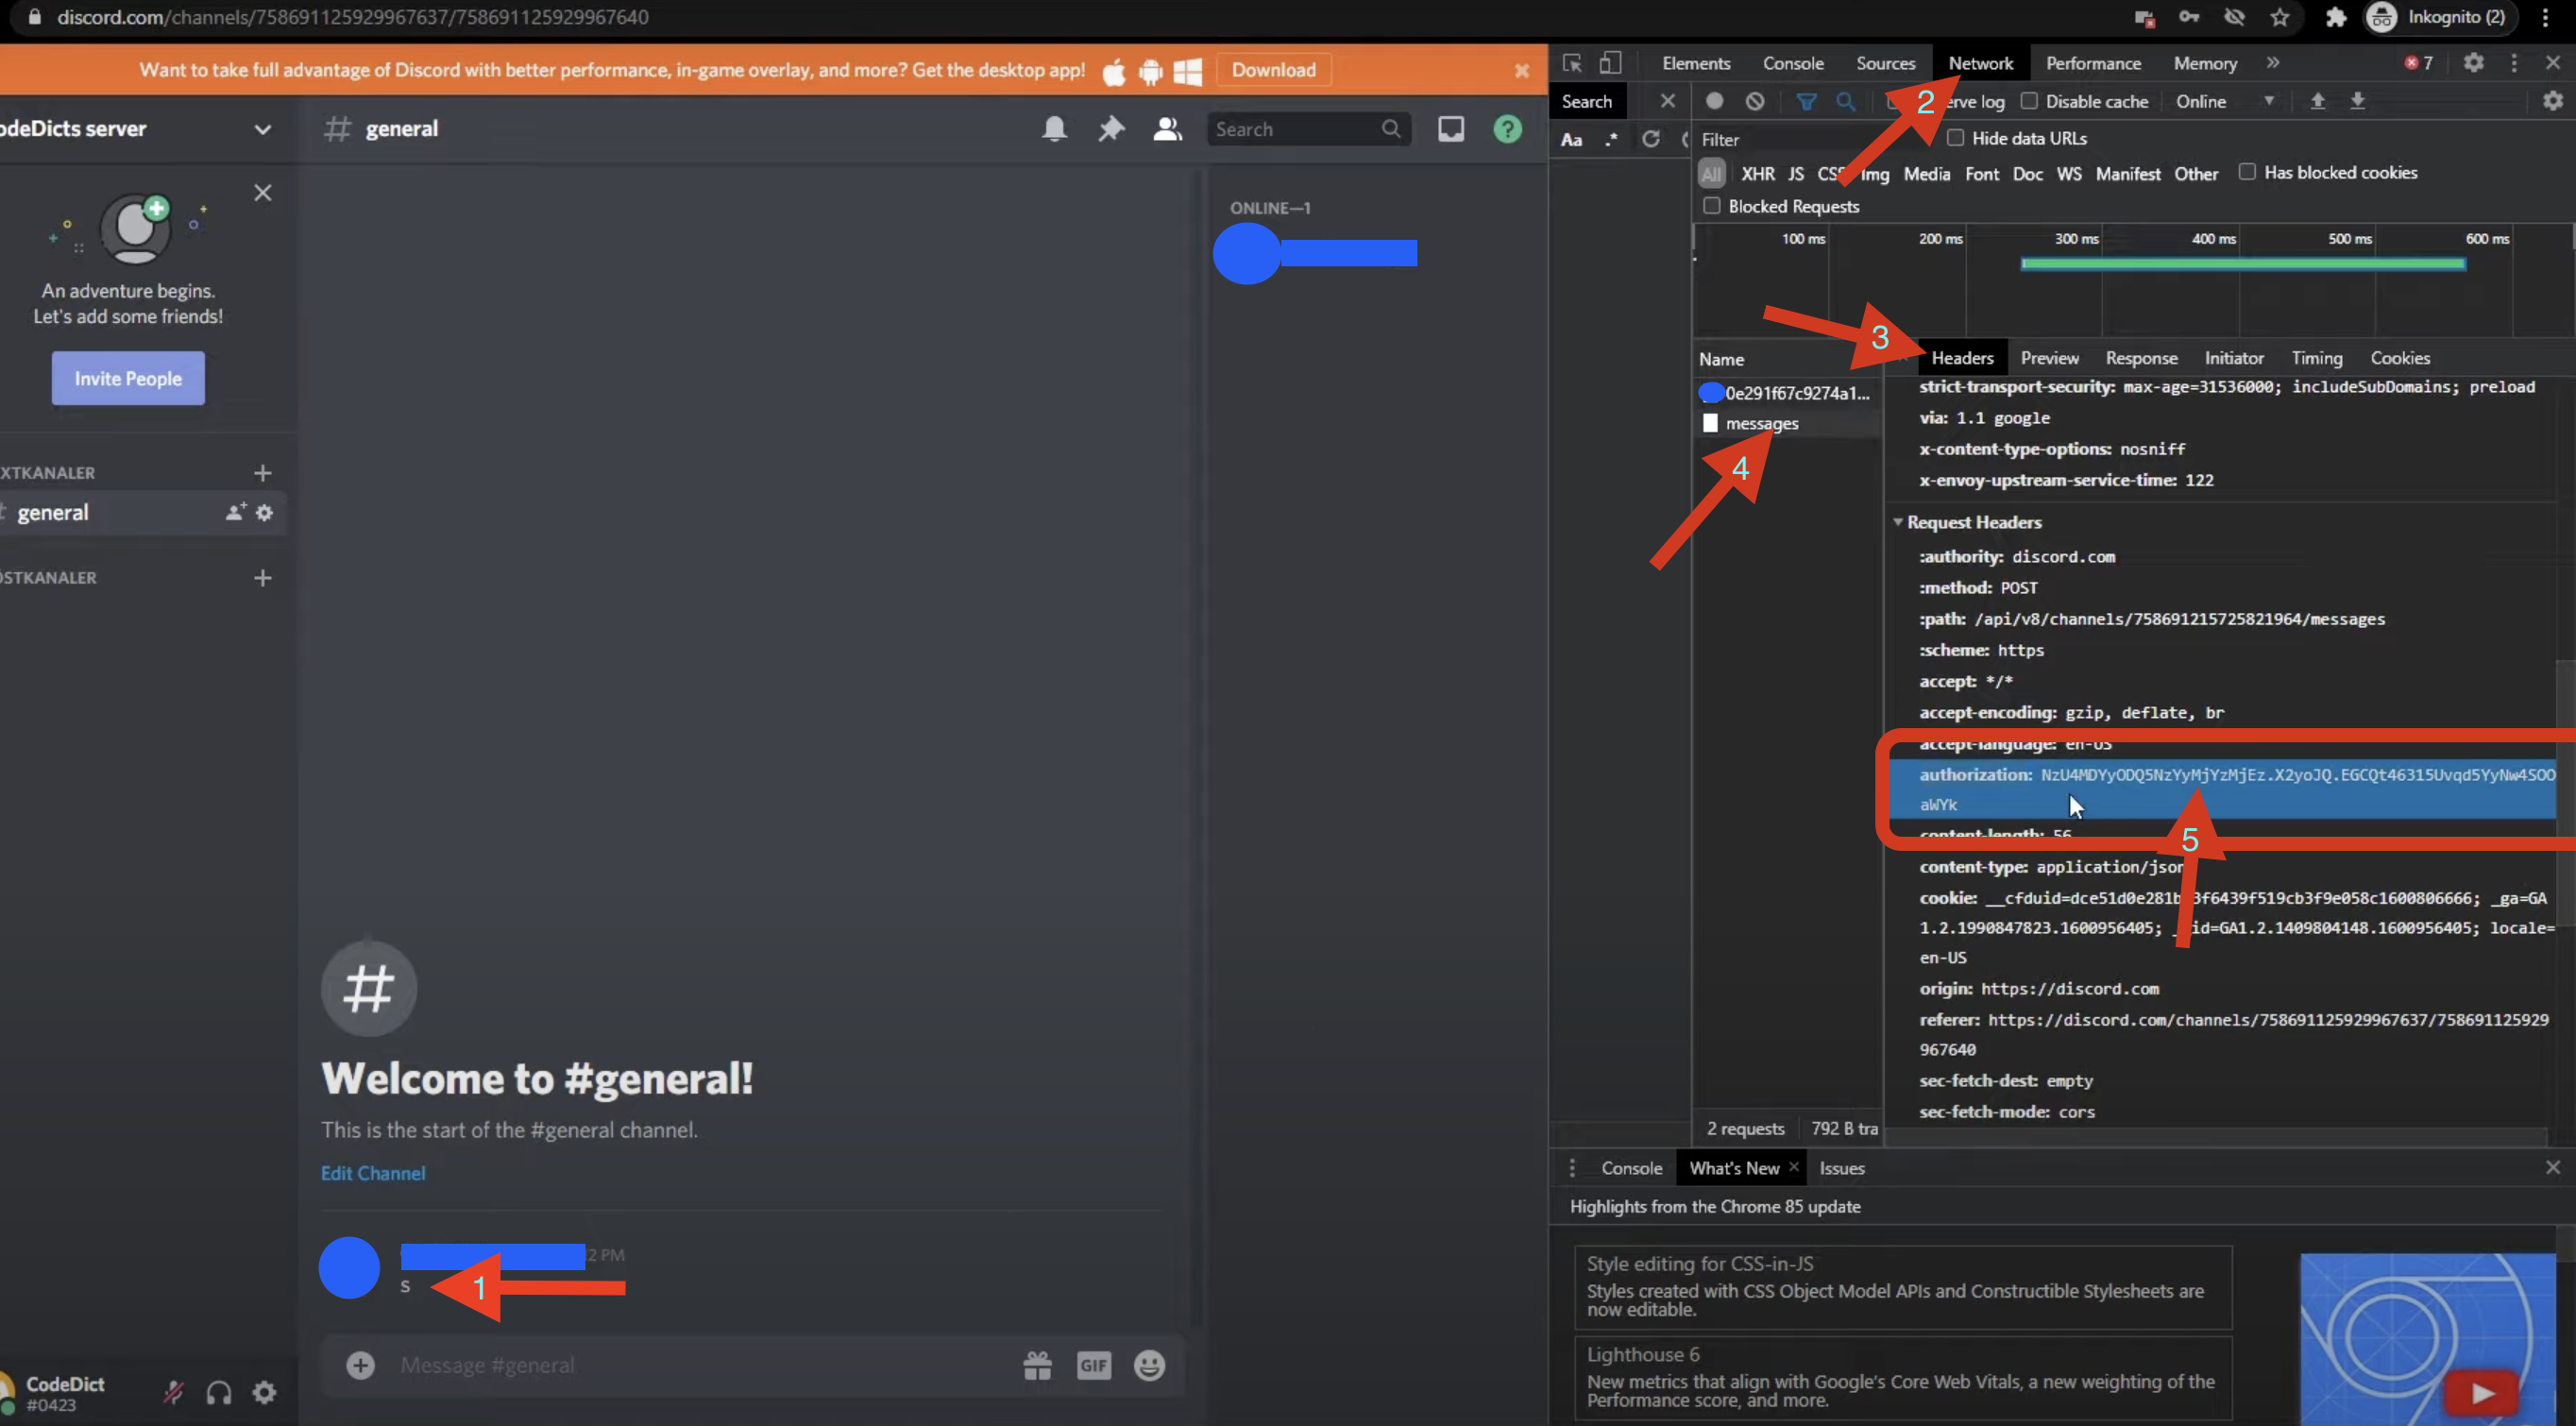 discord.com/channels/758691125929967637/758691125929967640
Inkognito (2)
Want to take full advantage of Discord with better performance, in-game overlay, and more? Get the desktop app!
Download
odeDicts server
general
Search
An adventure begins.
Let's add some friends!
Invite People
XTKANALER
general
ÖSTKANALER
ONLINE—1
Welcome to #general!
This is the start of the #general channel.
Edit Channel
2 PM
s
1
Message #general
GIF
CodeDict
#0423
Elements Console Sources Network Performance Memory
7
Search
2
erve log
Disable cache
Online
Aa .*
Filter
Hide data URLs
All XHR JS CSS Img Media Font Doc WS Manifest Other
Has blocked cookies
Blocked Requests
100 ms 200 ms 300 ms 400 ms 500 ms 600 ms
3
Name
Headers Preview Response Initiator Timing Cookies
0e291f67c9274a1...
messages
4
strict-transport-security: max-age=31536000; includeSubDomains; preload
via: 1.1 google
x-content-type-options: nosniff
x-envoy-upstream-service-time: 122
Request Headers
:authority: discord.com
:method: POST
:path: /api/v8/channels/758691215725821964/messages
:scheme: https
accept: */*
accept-encoding: gzip, deflate, br
accept-language: en-US
authorization: NzU4MDYyODQ5NzYyMjYzMjEz.X2yoJQ.EGCQt46315Uvqd5YyNw4SOO
aWYk
content-length: 56
5
content-type: application/json
cookie: __cfduid=dce51d0e281b 3f6439f519cb3f9e058c1600806666; _ga=GA
1.2.1990847823.1600956405; _ id=GA1.2.1409804148.1600956405; locale=
en-US
origin: https://discord.com
referer: https://discord.com/channels/758691125929967637/758691125929
967640
sec-fetch-dest: empty
sec-fetch-mode: cors
2 requests
792 B tra
Console What's New Issues
Highlights from the Chrome 85 update
Style editing for CSS-in-JS
Styles created with CSS Object Model APIs and Constructible Stylesheets are
now editable.
Lighthouse 6
New metrics that align with Google's Core Web Vitals, a new weighting of the
Performance score, and more.